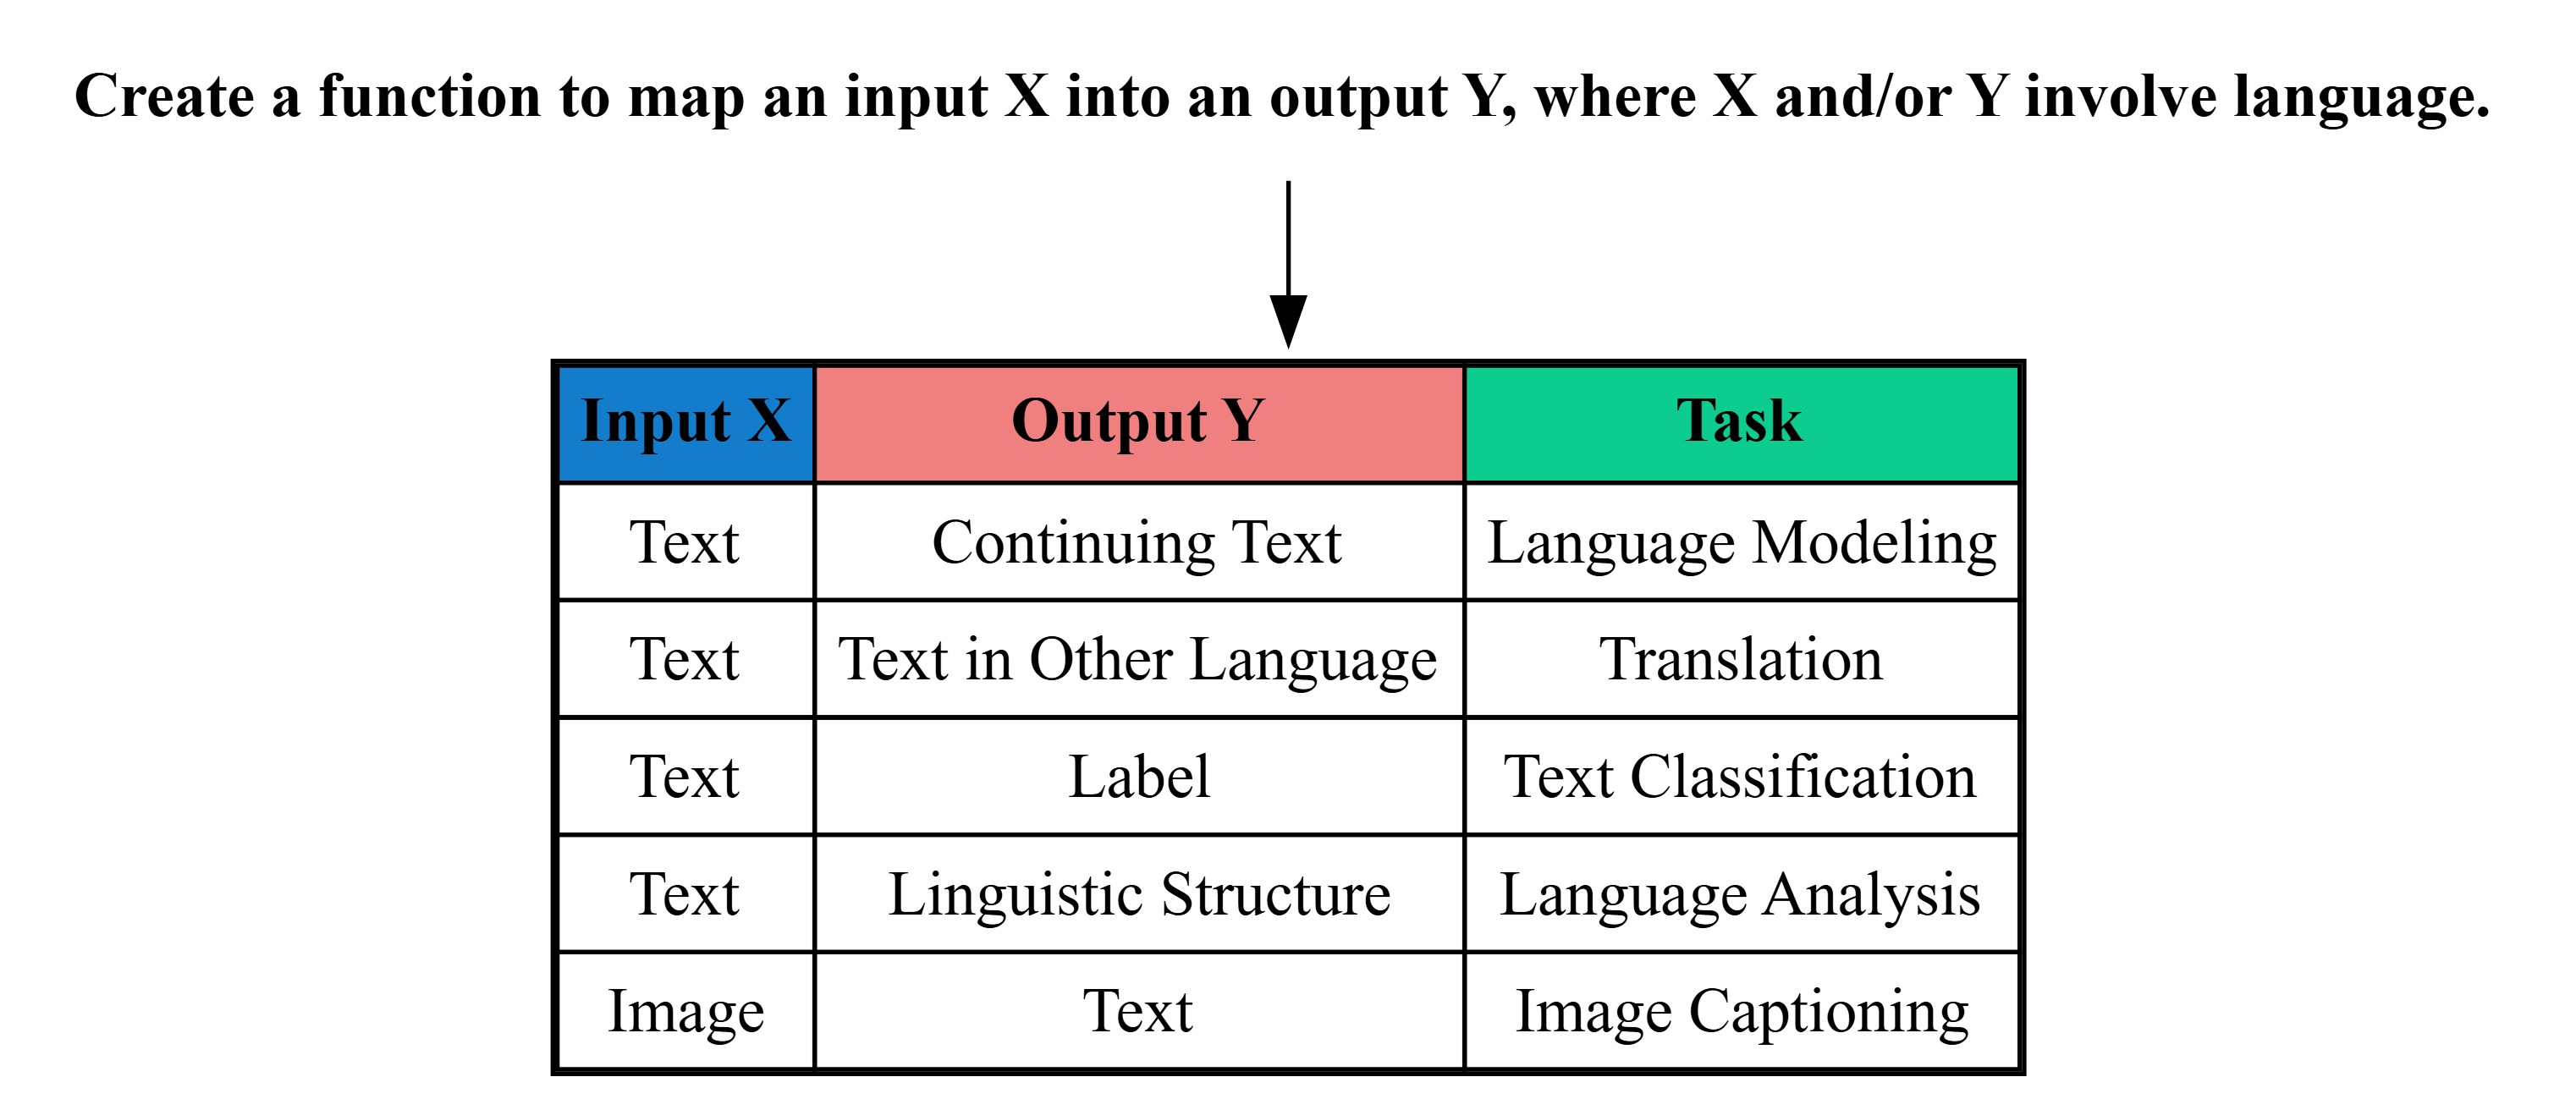 Create a function to map an input X into an output Y, where X and/or Y involve language.
Input X Output Y Task
Text Continuing Text Language Modeling
Text Text in Other Language Translation
Text Label Text Classification
Text Linguistic Structure Language Analysis
Image Text Image Captioning